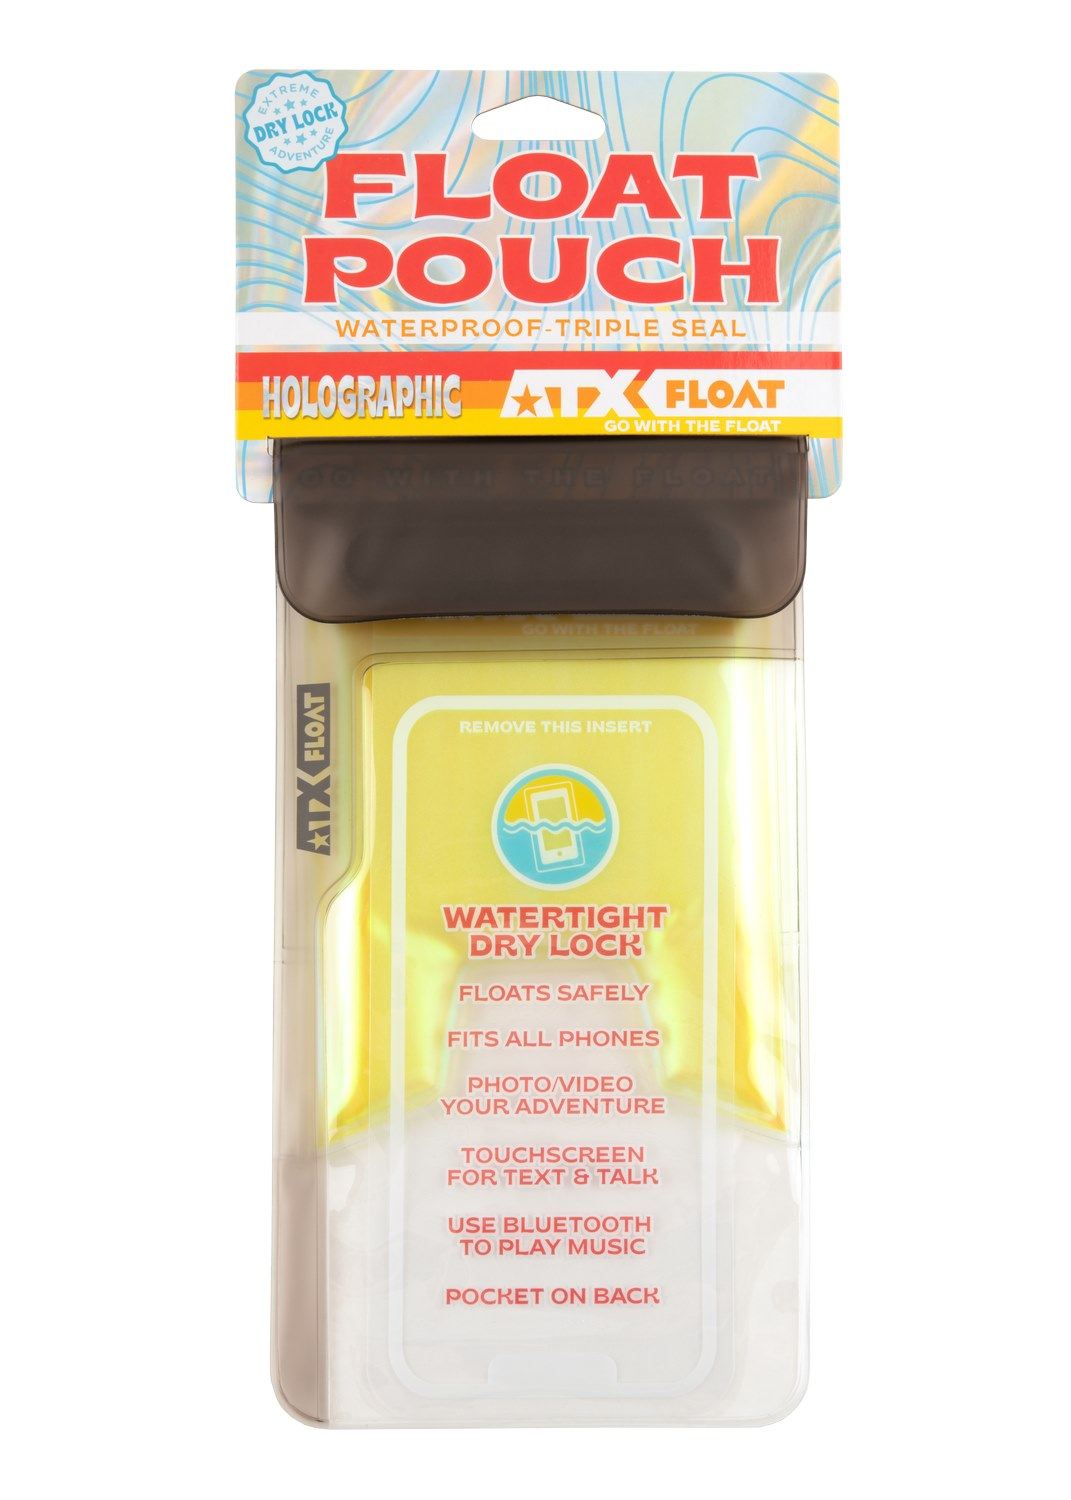 EXTREME
DRY LOCK
ADVENTURE
FLOAT
POUCH
WATERPROOF-TRIPLE SEAL
HOLOGRAPHIC
ATX FLOAT
GO WITH THE FLOAT
GO WITH THE FLOAT
GO WITH THE FLOAT
ATX FLOAT
REMOVE THIS INSERT
WATERTIGHT
DRY LOCK
FLOATS SAFELY
FITS ALL PHONES
PHOTO/VIDEO
YOUR ADVENTURE
TOUCHSCREEN
FOR TEXT & TALK
USE BLUETOOTH
TO PLAY MUSIC
POCKET ON BACK